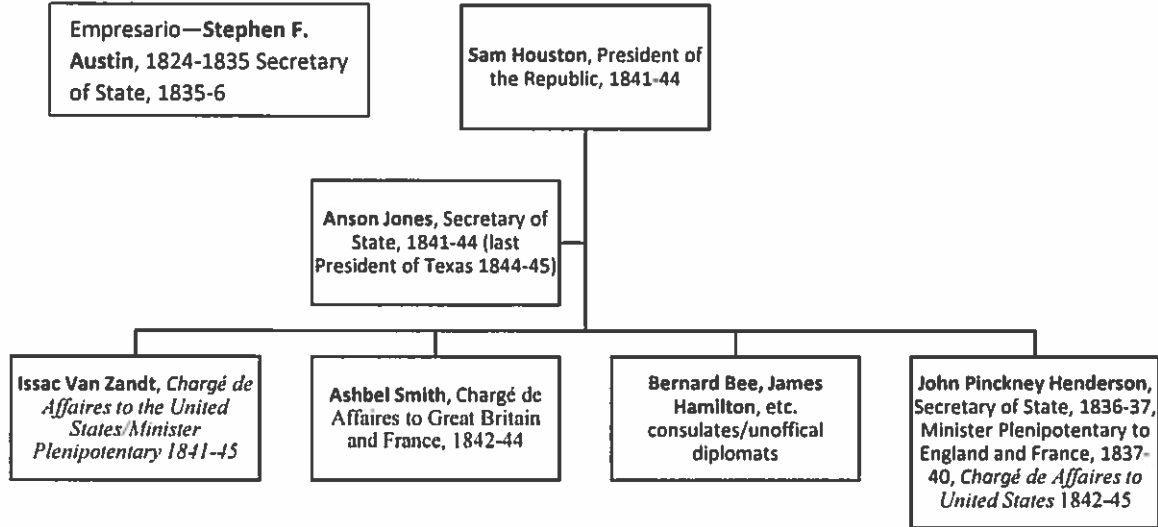 Empresario—Stephen F.
Austin, 1824-1835 Secretary
of State, 1835-6
Sam Houston, President of
the Republic, 1841-44
Anson Jones, Secretary of
State, 1841-44 (last
President of Texas 1844-45)
Issac Van Zandt, Chargé de
Affaires to the United
States/Minister
Plenipotentary 1841-45
Ashbel Smith, Chargé de
Affaires to Great Britain
and France, 1842-44
Bernard Bee, James
Hamilton, etc.
consulates/unoffical
diplomats
John Pinckney Henderson,
Secretary of State, 1836-37,
Minister Plenipotentary to
England and France, 1837-
40, Chargé de Affaires to
United States 1842-45